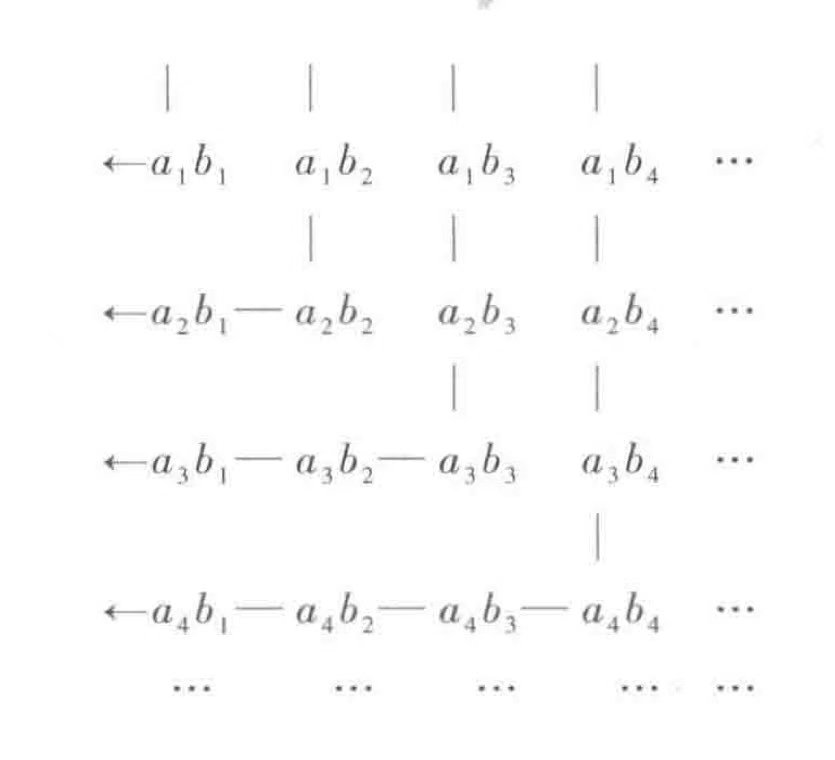 ←a₁b₁ a₁b₂ a₁b₃ a₁b₄ ⋯
←a₂b₁ — a₂b₂ a₂b₃ a₂b₄ ⋯
←a₃b₁ — a₃b₂ — a₃b₃ a₃b₄ ⋯
←a₄b₁ — a₄b₂ — a₄b₃ — a₄b₄ ⋯
⋯ ⋯ ⋯ ⋯ ⋯